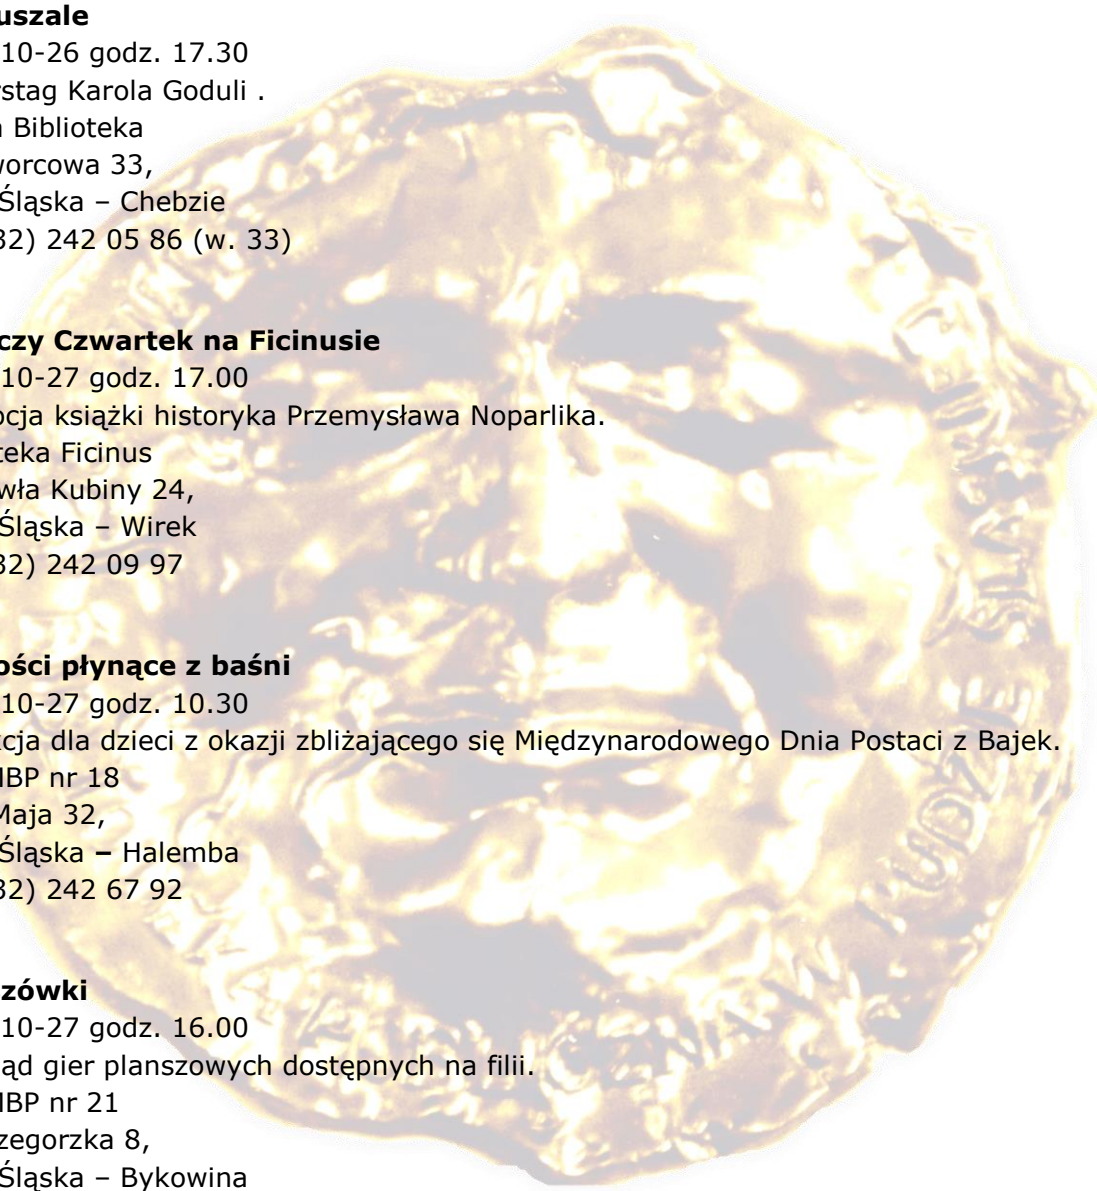 uszale
10-26 godz. 17.30
stag Karola Goduli .
Biblioteka
worcowa 33,
Śląska – Chebzie
32) 242 05 86 (w. 33)
czy Czwartek na Ficinusie
10-27 godz. 17.00
ocja książki historyka Przemysława Noparlika.
teka Ficinus
wła Kubiny 24,
Śląska – Wirek
32) 242 09 97
ości płynące z baśni
10-27 godz. 10.30
cja dla dzieci z okazji zbliżającego się Międzynarodowego Dnia Postaci z Bajek.
MBP nr 18
Maja 32,
Śląska – Halemba
32) 242 67 92
zówki
10-27 godz. 16.00
ąd gier planszowych dostępnych na filii.
MBP nr 21
zegorzka 8,
Śląska – Bykowina